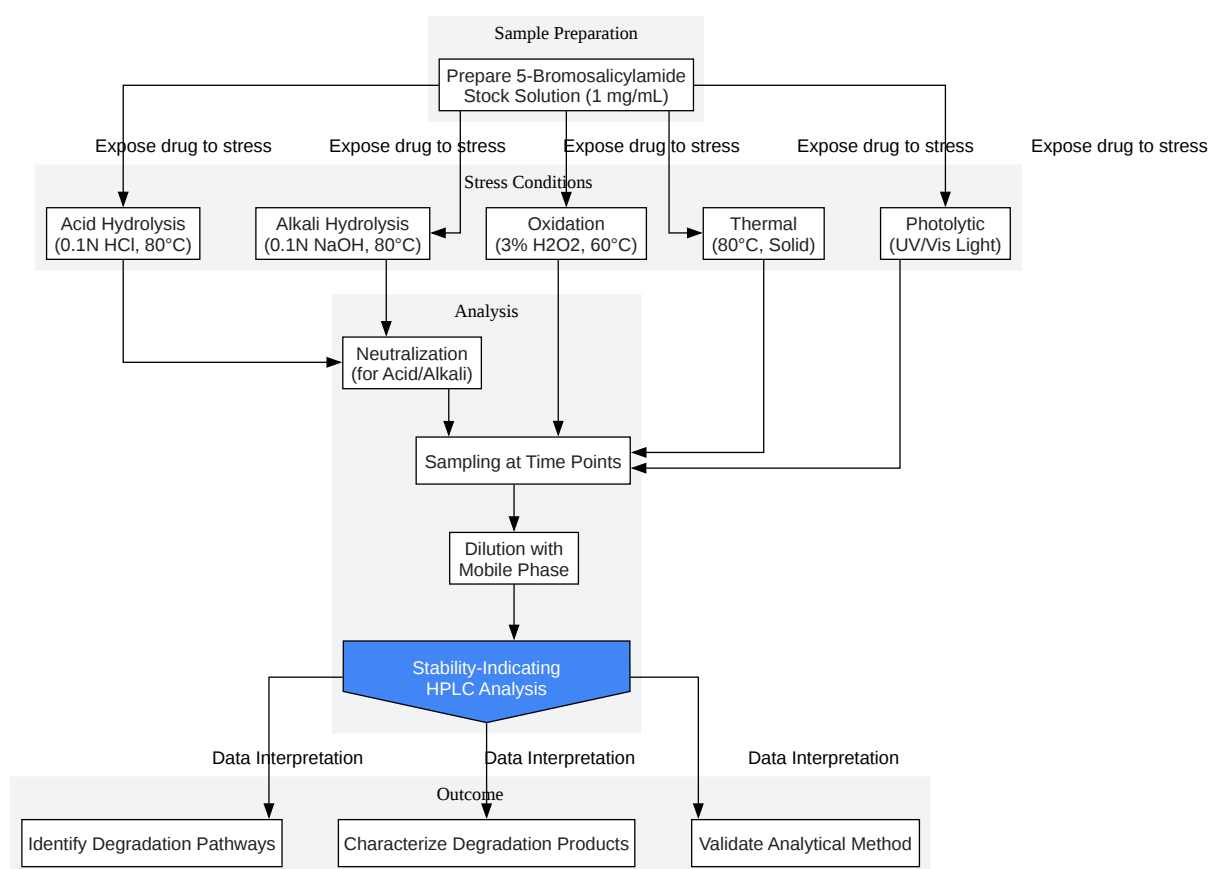 Sample Preparation
Prepare 5-Bromosalicylamide
Stock Solution (1 mg/mL)
Expose drug to stress
Expose drug to stress
Expose drug to stress
Expose drug to stress
Expose drug to stress
Stress Conditions
Acid Hydrolysis
(0.1N HCl, 80°C)
Alkali Hydrolysis
(0.1N NaOH, 80°C)
Oxidation
(3% H2O2, 60°C)
Thermal
(80°C, Solid)
Photolytic
(UV/Vis Light)
Analysis
Neutralization
(for Acid/Alkali)
Sampling at Time Points
Dilution with
Mobile Phase
Stability-Indicating
HPLC Analysis
Data Interpretation
Data Interpretation
Data Interpretation
Outcome
Identify Degradation Pathways
Characterize Degradation Products
Validate Analytical Method